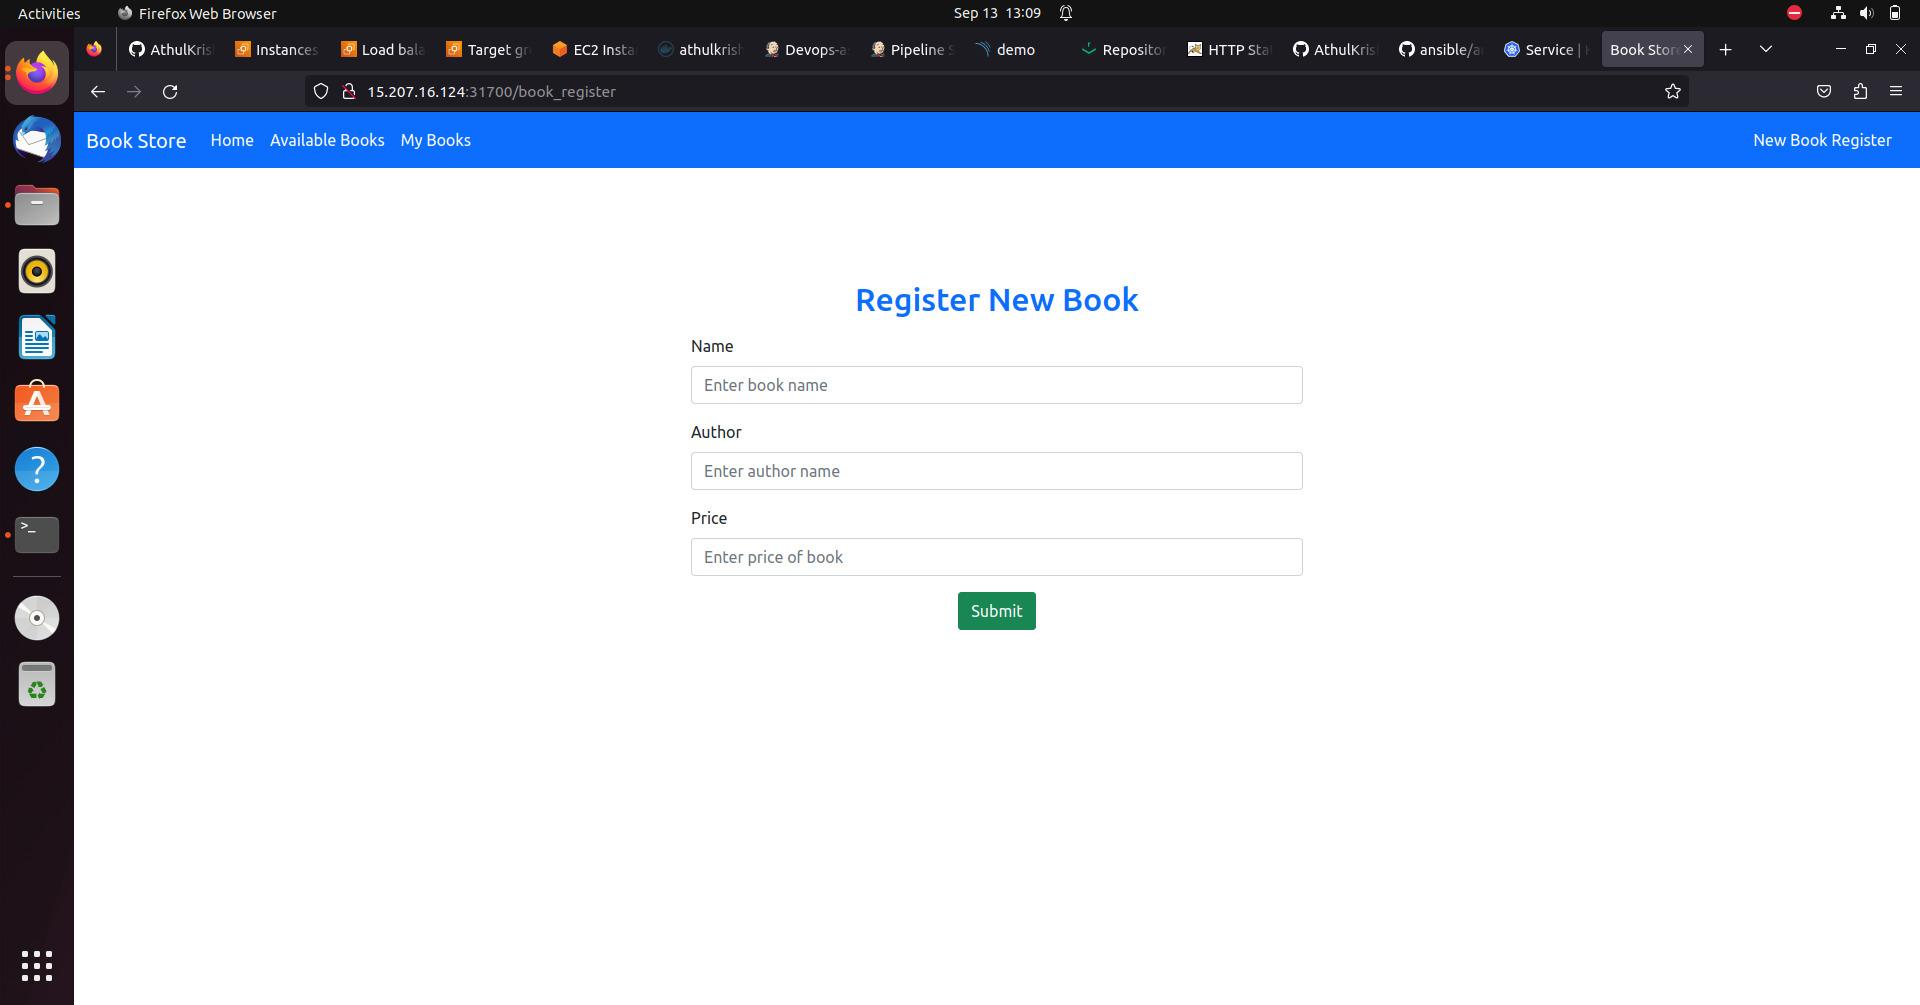 Activities Firefox Web Browser Sep 13 13:09
AthulKris Instances Load bala Target gr EC2 Insta athulkrish Devops-a Pipeline S demo Repositor HTTP Sta AthulKris ansible/a Service | Book Store
15.207.16.124:31700/book_register
Book Store Home Available Books My Books New Book Register
Register New Book
Name
Enter book name
Author
Enter author name
Price
Enter price of book
Submit